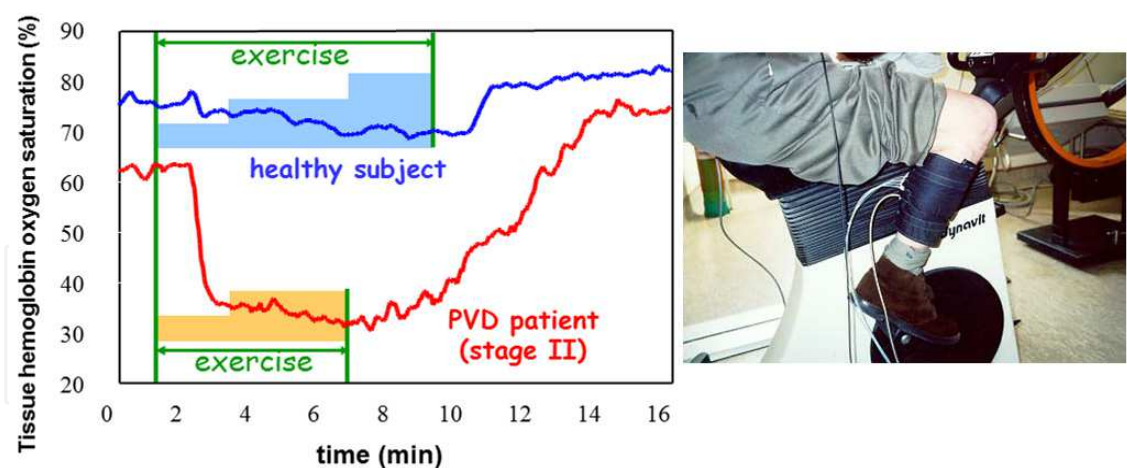 Tissue hemoglobin oxygen saturation (%)
90
80
70
60
50
40
30
20
exercise
healthy subject
PVD patient
(stage II)
exercise
0 2 4 6 8 10 12 14 16
time (min)
dynavit